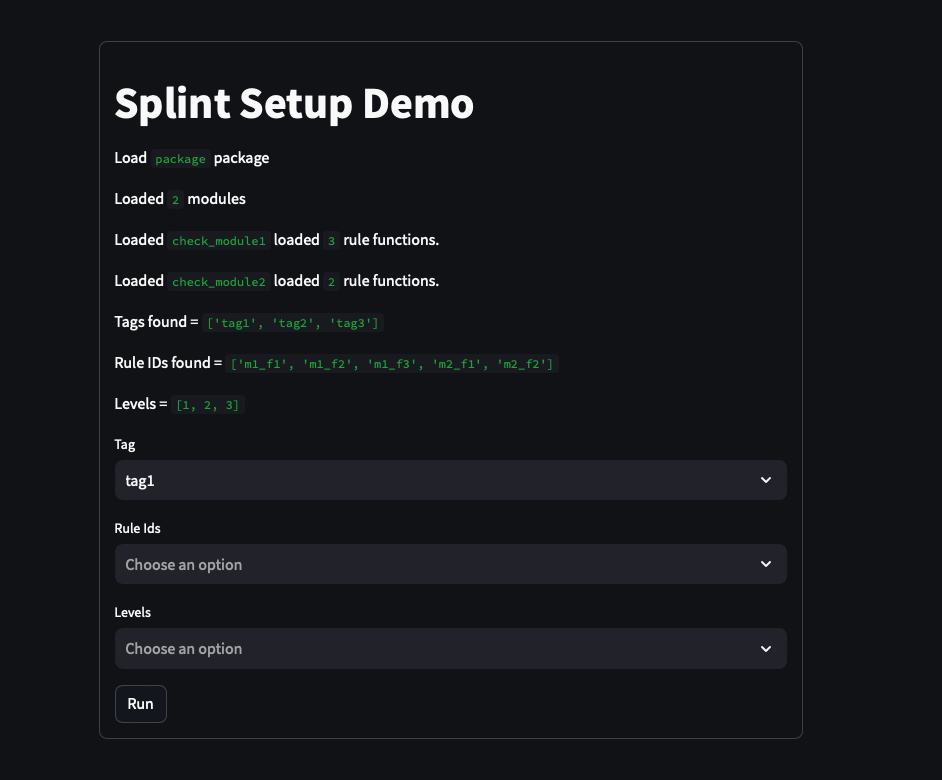 Splint Setup Demo
Load package package
Loaded 2 modules
Loaded check_module1 loaded 3 rule functions.
Loaded check_module2 loaded 2 rule functions.
Tags found = ['tag1', 'tag2', 'tag3']
Rule IDs found = ['m1_f1', 'm1_f2', 'm1_f3', 'm2_f1', 'm2_f2']
Levels = [1, 2, 3]
Tag
tag1
Rule Ids
Choose an option
Levels
Choose an option
Run